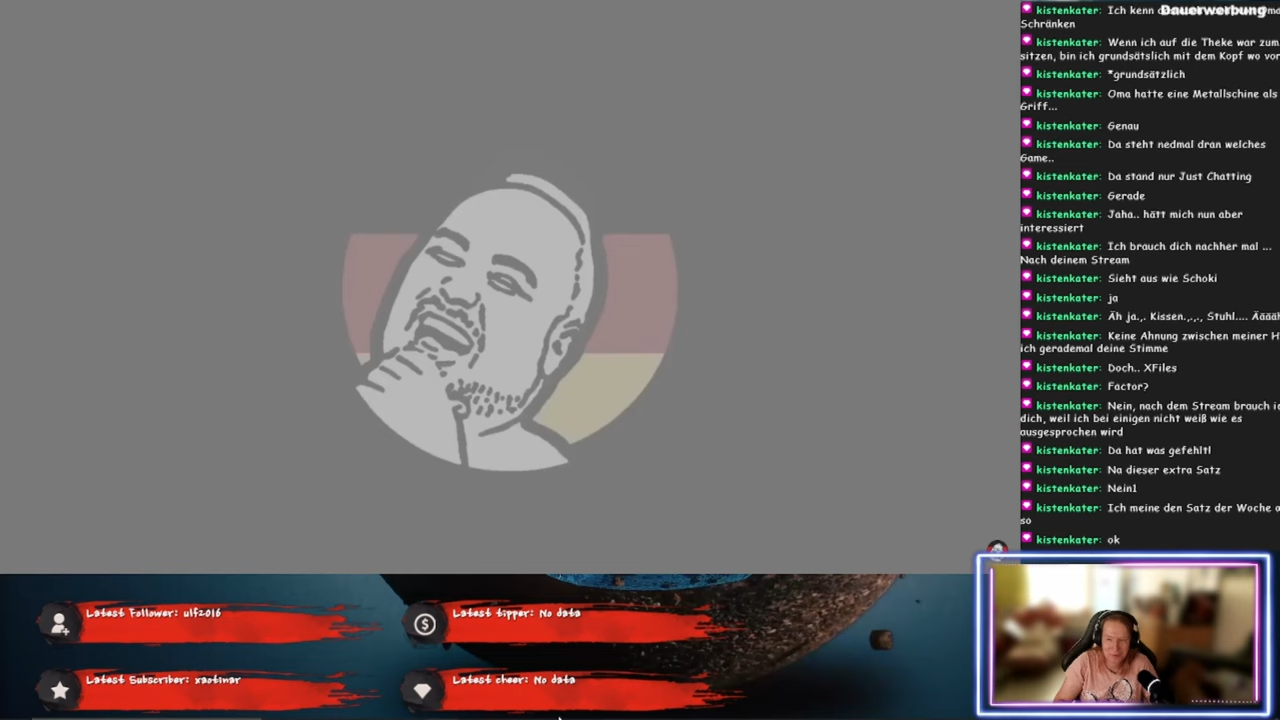 Dauerwerbung
kistenkater: Ich kenn
Schränken
kistenkater: Wenn ich auf die Theke war zum
sitzen, bin ich grundsätslich mit dem Kopf wo vor
kistenkater: *grundsätzlich
kistenkater: Oma hatte eine Metallschine als
Griff...
kistenkater: Genau
kistenkater: Da steht nedmal dran welches
Game..
kistenkater: Da stand nur Just Chatting
kistenkater: Gerade
kistenkater: Jaha.. hätt mich nun aber
interessiert
kistenkater: Ich brauch dich nachher mal ...
Nach deinem Stream
kistenkater: Sieht aus wie Schoki
kistenkater: ja
kistenkater: Äh ja.,. Kissen.,.,., Stuhl....
kistenkater: Keine Ahnung zwischen meiner
ich gerademal deine Stimme
kistenkater: Doch.. XFiles
kistenkater: Factor?
kistenkater: Nein, nach dem Stream brauch
dich, weil ich bei einigen nicht weiß wie es
ausgesprochen wird
kistenkater: Da hat was gefehlt!
kistenkater: Na dieser extra Satz
kistenkater: Nein1
kistenkater: Ich meine den Satz der Woche
so
kistenkater: ok
Latest Follower: ulf2016
Latest tipper: No data
Latest Subscriber: xaotinar
Latest cheer: No data